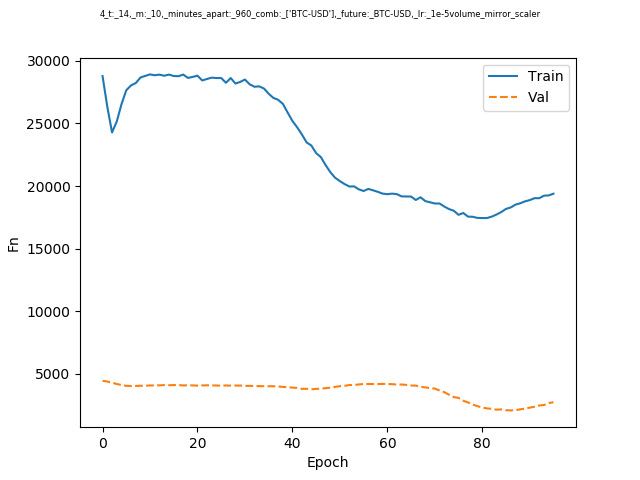 4_t:_14,_m:_10,_minutes_apart:_960_comb:_['BTC-USD'],_future:_BTC-USD,_lr:_1e-5volume_mirror_scaler
Train
Val
30000
25000
20000
15000
10000
5000
Fn
0 20 40 60 80
Epoch